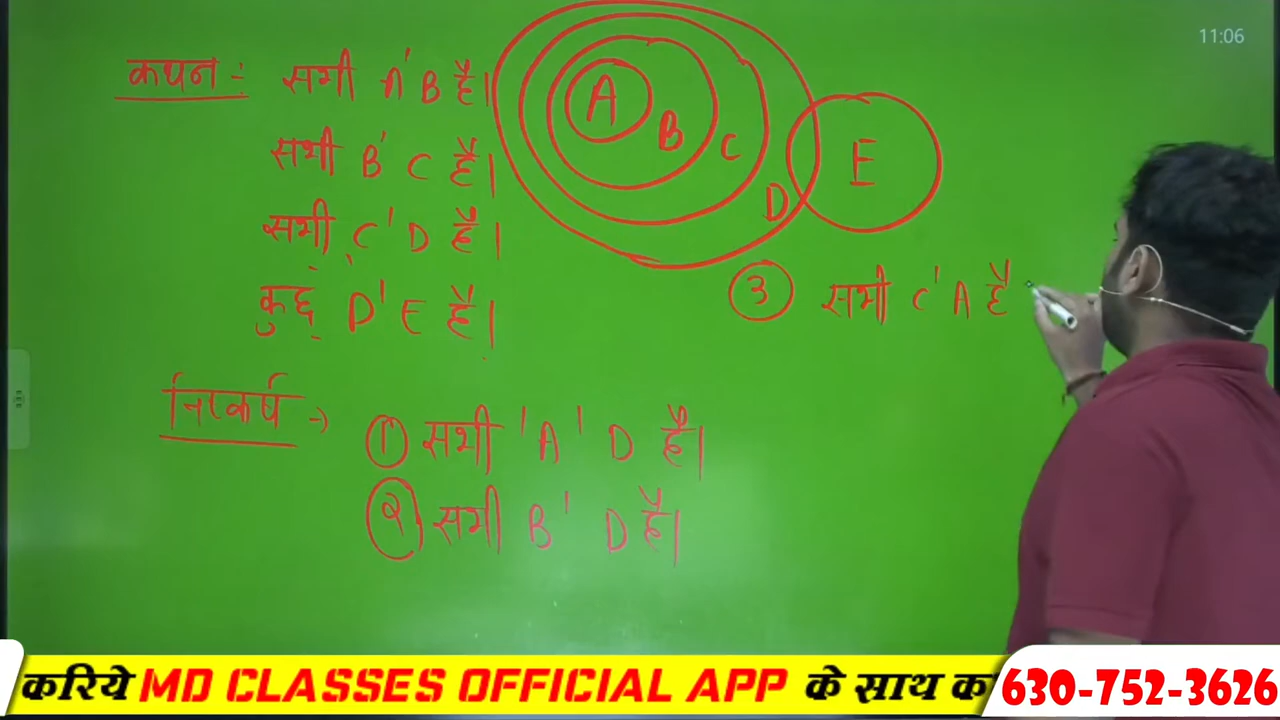 11:06
कथन :- सभी A' B है।
सभी B' C है।
सभी C' D है।
कुछ D' E है।
A
B
C
D
E
③ सभी C' A है
निष्कर्ष →
① सभी 'A' D है।
② सभी B' D है।
करिये MD CLASSES OFFICIAL APP के साथ क
630-752-3626